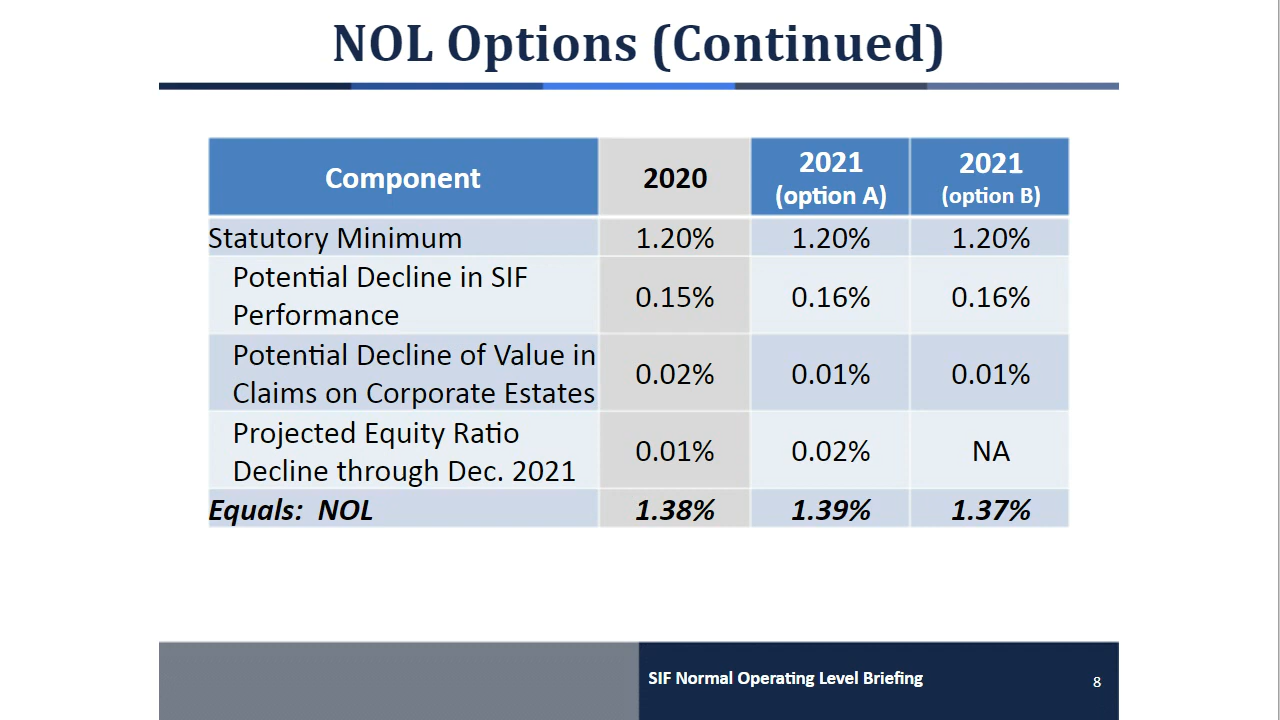 NOL Options (Continued)
Component
2020
2021
(option A)
2021
(option B)
Statutory Minimum
1.20%
1.20%
1.20%
Potential Decline in SIF
Performance
0.15%
0.16%
0.16%
Potential Decline of Value in
Claims on Corporate Estates
0.02%
0.01%
0.01%
Projected Equity Ratio
Decline through Dec. 2021
0.01%
0.02%
NA
Equals: NOL
1.38%
1.39%
1.37%
SIF Normal Operating Level Briefing
8